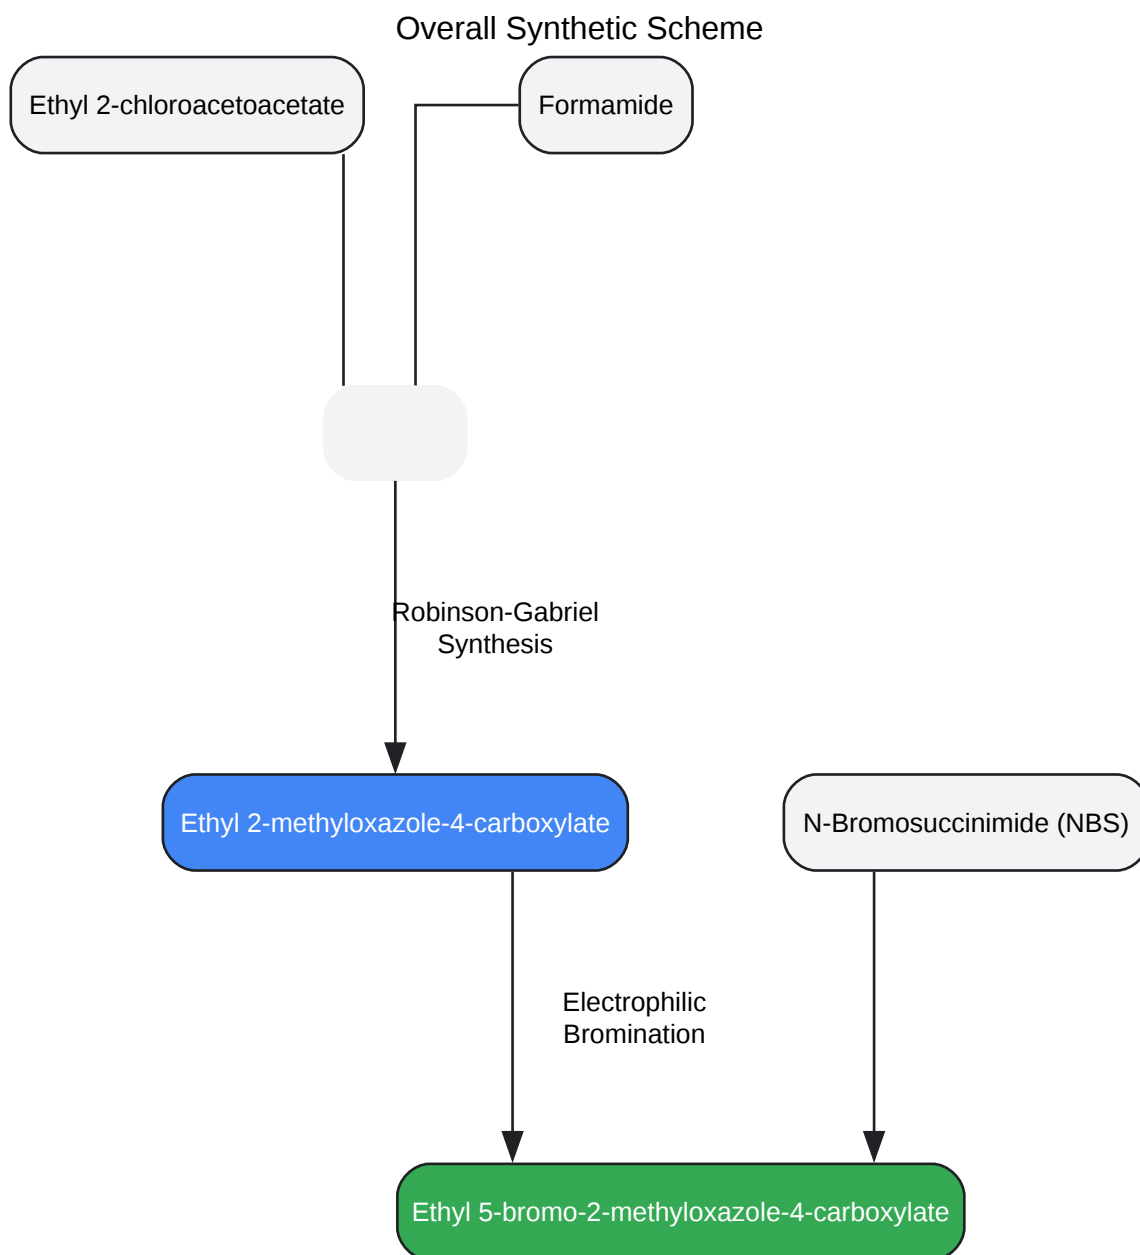 Overall Synthetic Scheme
Ethyl 2-chloroacetoacetate
Formamide
Robinson-Gabriel
Synthesis
Ethyl 2-methyloxazole-4-carboxylate
N-Bromosuccinimide (NBS)
Electrophilic
Bromination
Ethyl 5-bromo-2-methyloxazole-4-carboxylate